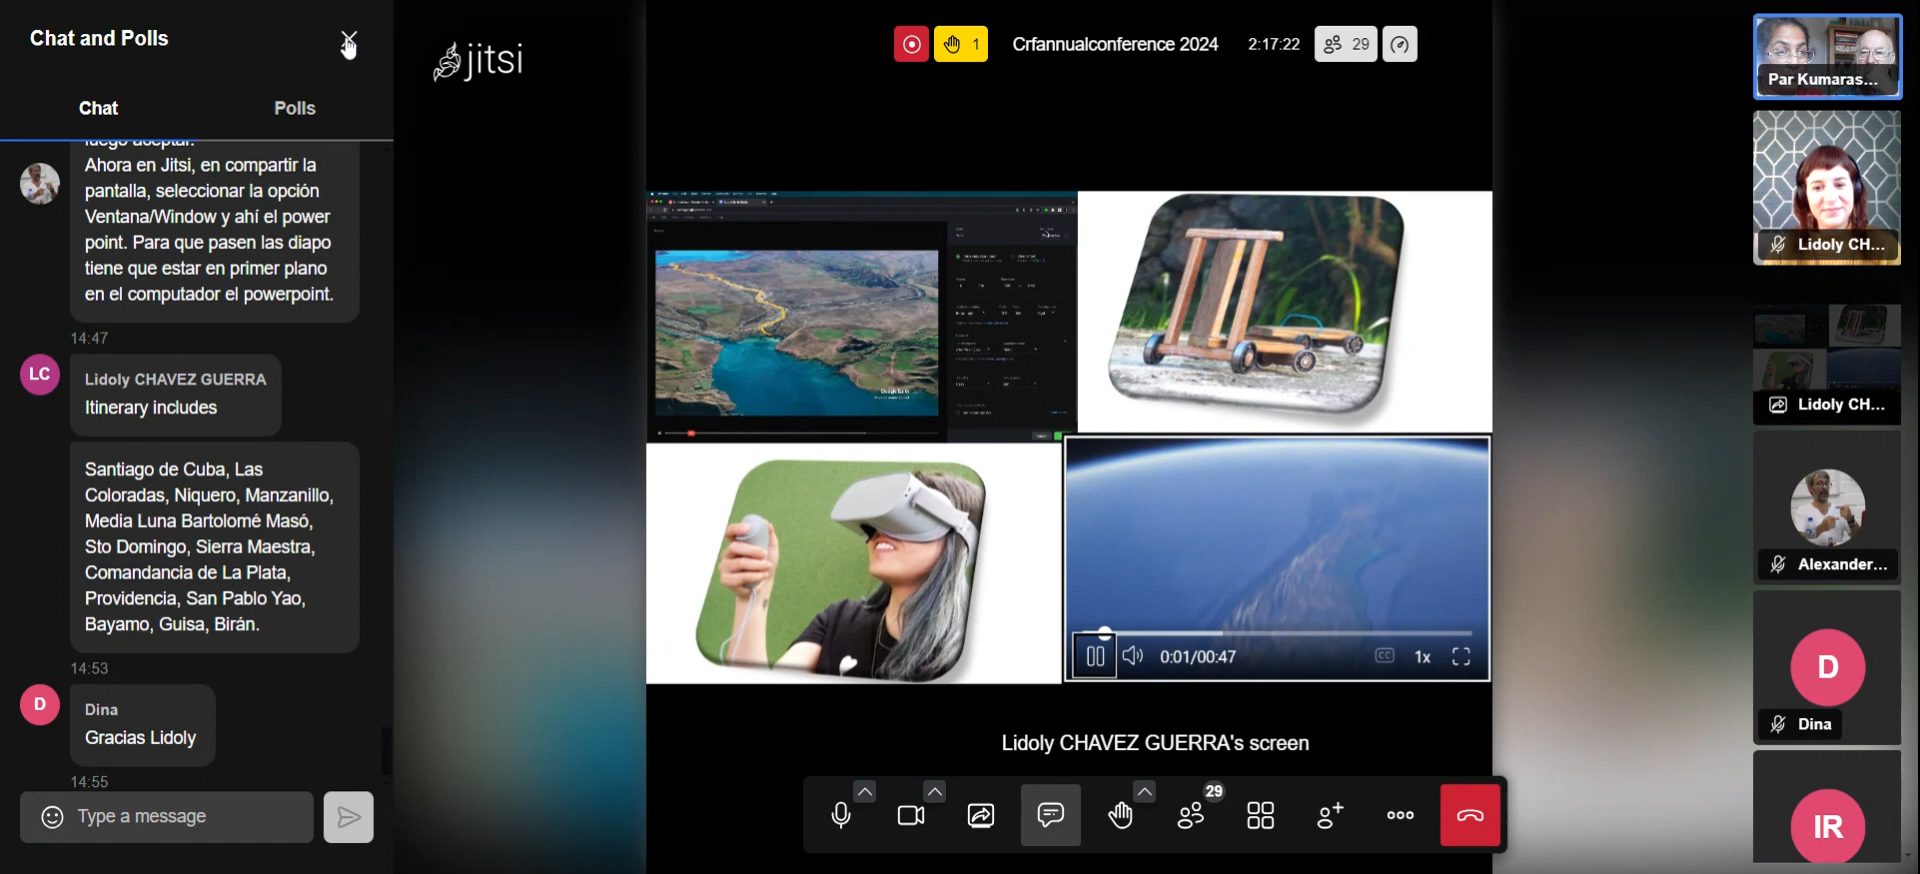 Chat and Polls
Chat
Polls
luego aceptar.
Ahora en Jitsi, en compartir la
pantalla, seleccionar la opción
Ventana/Window y ahí el power
point. Para que pasen las diapo
tiene que estar en primer plano
en el computador el powerpoint.
14:47
LC
Lidoly CHAVEZ GUERRA
Itinerary includes
Santiago de Cuba, Las
Coloradas, Niquero, Manzanillo,
Media Luna Bartolomé Masó,
Sto Domingo, Sierra Maestra,
Comandancia de La Plata,
Providencia, San Pablo Yao,
Bayamo, Guisa, Birán.
14:53
D
Dina
Gracias Lidoly
14:55
Type a message
jitsi
1
Crfannualconference 2024
2:17:22
29
Google Earth
0:01/00:47
CC
1x
Lidoly CHAVEZ GUERRA's screen
29
Par Kumaras...
Lidoly CH...
Lidoly CH...
Alexander...
D
Dina
IR